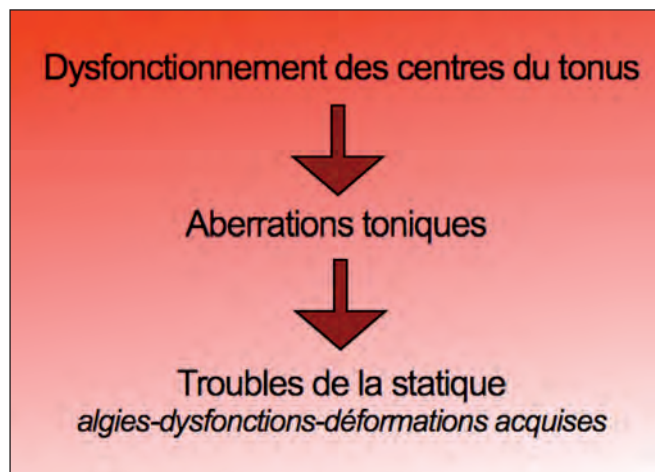 Dysfonctionnement des centres du tonus
Aberrations toniques
Troubles de la statique
algies-dysfonctions-déformations acquises